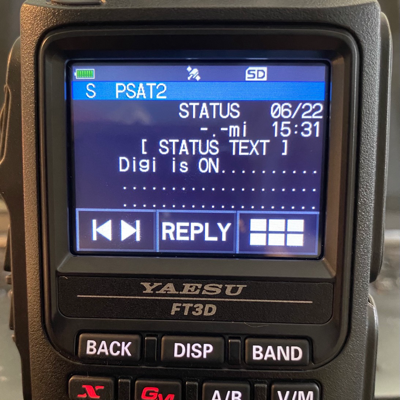 SD
S PSAT2
STATUS 06/22
-.-mi 15:31
[ STATUS TEXT ]
Digi is ON..........
....................
....................
REPLY
YAESU
FT3D
BACK DISP BAND
X GM A/B V/M